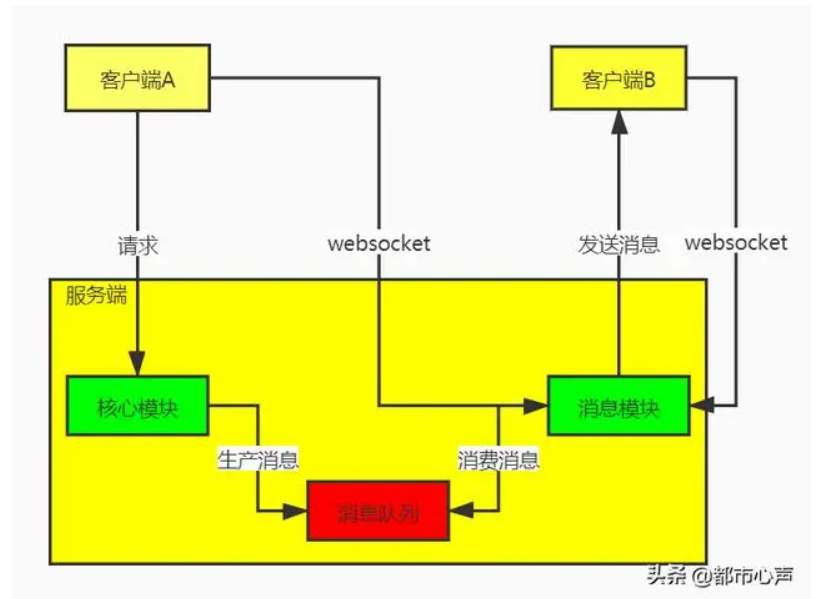 客户端A
客户端B
请求
websocket
发送消息
websocket
服务端
核心模块
消息模块
生产消息
消费消息
消息队列
头条 @都市心声